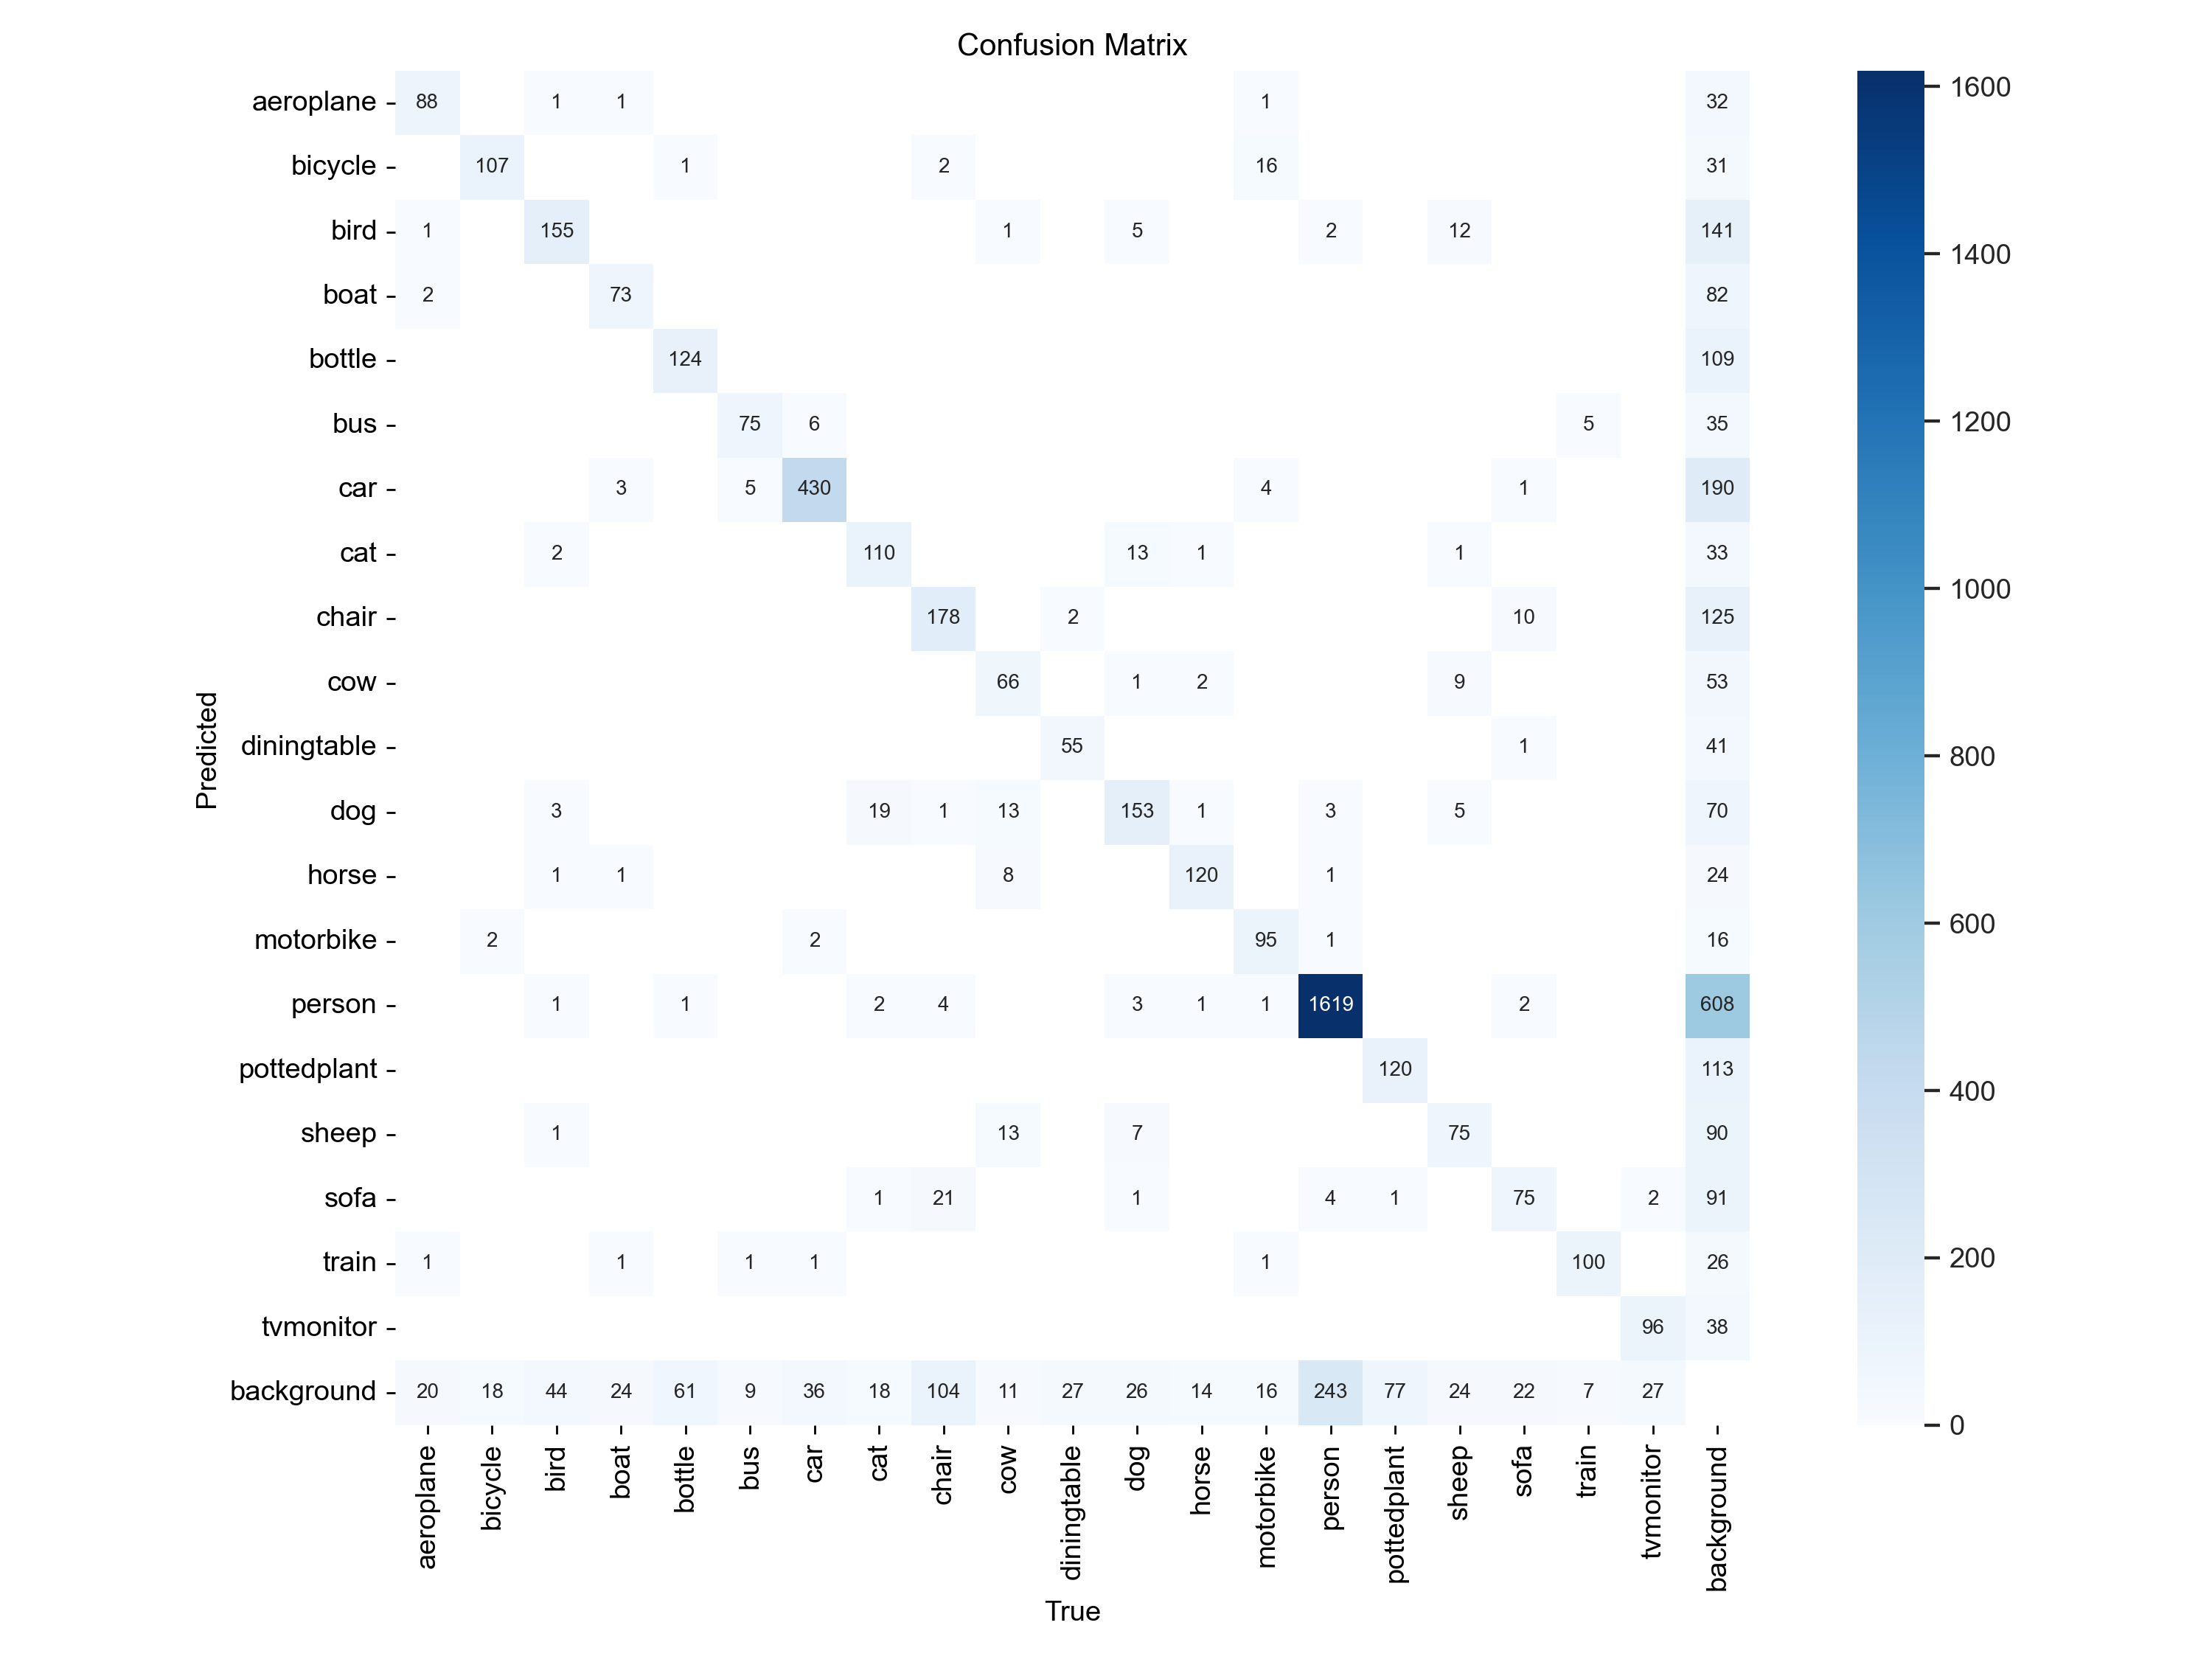 Confusion Matrix
aeroplane 88 1 1 1 32
bicycle 107 1 2 16 31
bird 1 155 1 5 2 12 141
boat 2 73 82
bottle 124 109
bus 75 6 5 35
car 3 5 430 4 1 190
cat 2 110 13 1 1 33
chair 178 2 10 125
cow 66 1 2 9 53
diningtable 55 1 41
dog 3 19 1 13 153 1 3 5 70
horse 1 1 8 120 1 24
motorbike 2 2 95 1 16
person 1 1 2 4 3 1 1 1619 2 608
pottedplant 120 113
sheep 1 13 7 75 90
sofa 1 21 1 4 1 75 2 91
train 1 1 1 1 1 100 26
tvmonitor 96 38
background 20 18 44 24 61 9 36 18 104 11 27 26 14 16 243 77 24 22 7 27
Predicted
aeroplane bicycle bird boat bottle bus car cat chair cow diningtable dog horse motorbike person pottedplant sheep sofa train tvmonitor background
True
1600
1400
1200
1000
800
600
400
200
0